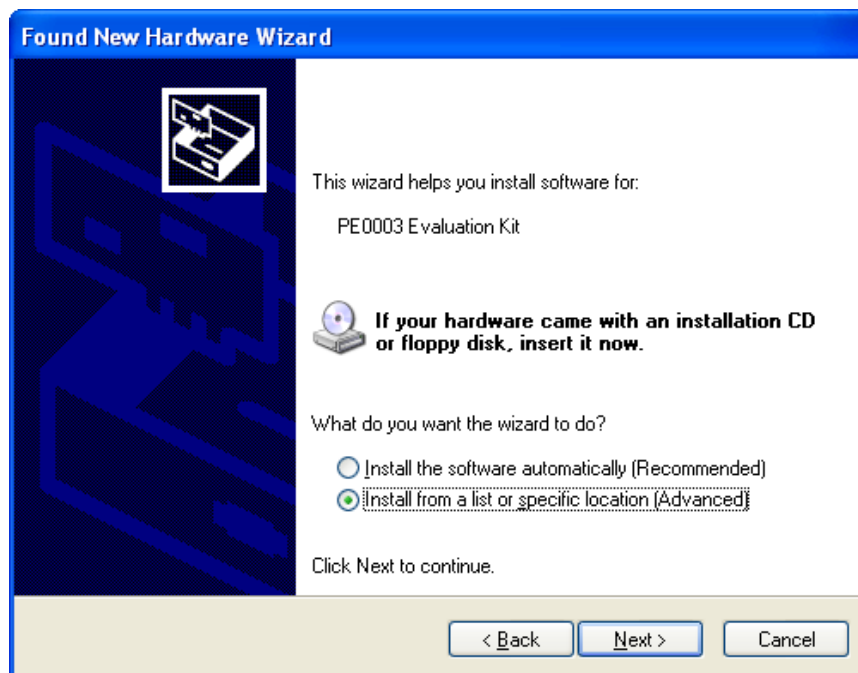 Found New Hardware Wizard
This wizard helps you install software for:
PE0003 Evaluation Kit
If your hardware came with an installation CD
or floppy disk, insert it now.
What do you want the wizard to do?
Install the software automatically (Recommended)
Install from a list or specific location (Advanced)
Click Next to continue.
< Back Next > Cancel